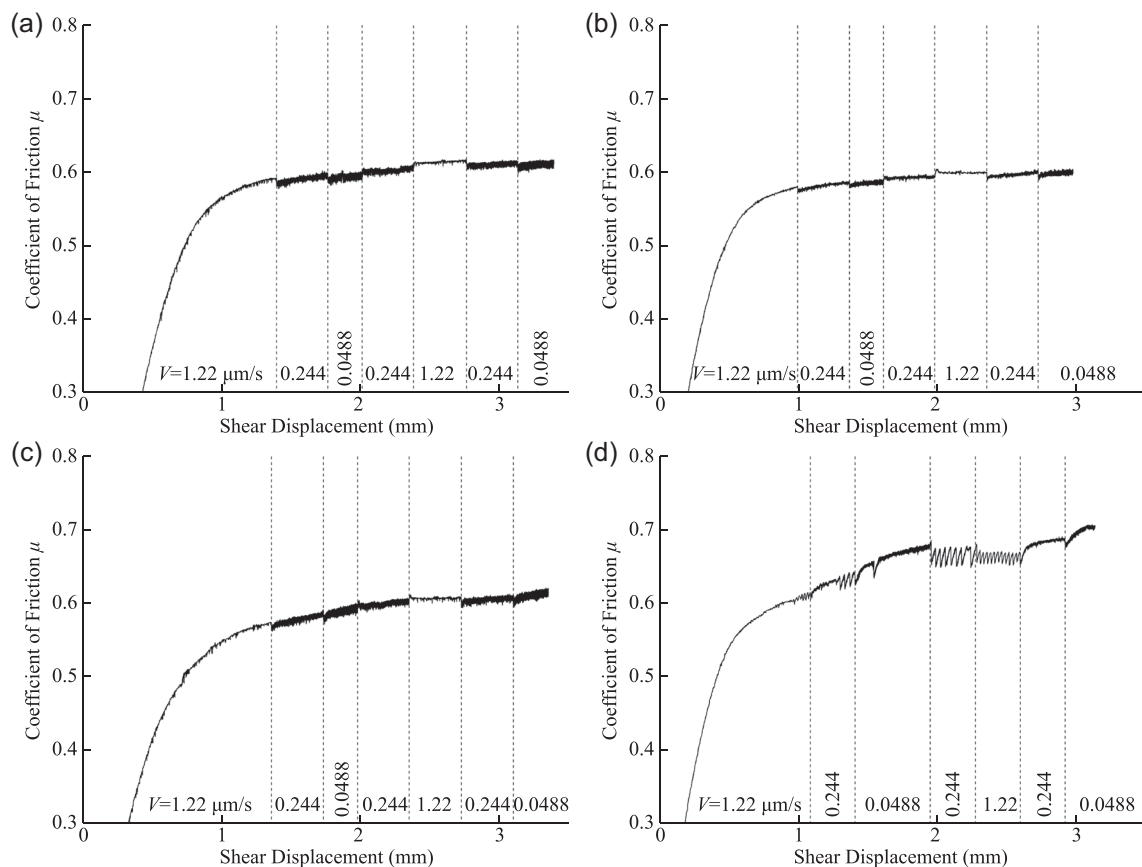 (a)
0.8
0.7
0.6
0.5
0.4
0.3
Coefficient of Friction μ
V=1.22 μm/s
0.244
0.0488
0.244
1.22
0.244
0.0488
0 1 2 3
Shear Displacement (mm)
(b)
0.8
0.7
0.6
0.5
0.4
0.3
Coefficient of Friction μ
V=1.22 μm/s
0.244
0.0488
0.244
1.22
0.244
0.0488
0 1 2 3
Shear Displacement (mm)
(c)
0.8
0.7
0.6
0.5
0.4
0.3
Coefficient of Friction μ
V=1.22 μm/s
0.244
0.0488
0.244
1.22
0.244
0.0488
0 1 2 3
Shear Displacement (mm)
(d)
0.8
0.7
0.6
0.5
0.4
0.3
Coefficient of Friction μ
V=1.22 μm/s
0.244
0.0488
0.244
1.22
0.244
0.0488
0 1 2 3
Shear Displacement (mm)